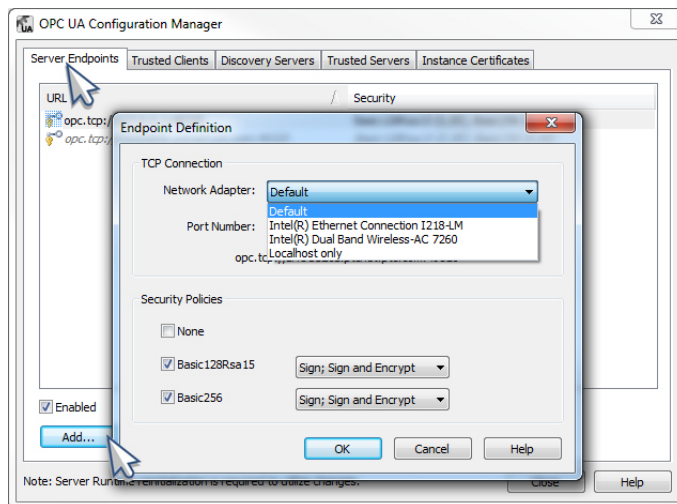 OPC UA Configuration Manager
Server Endpoints Trusted Clients Discovery Servers Trusted Servers Instance Certificates
URL / Security
opc.tcp:/
opc.tcp:/
Endpoint Definition
TCP Connection
Network Adapter: Default
Default
Port Number: Intel(R) Ethernet Connection I218-LM
Intel(R) Dual Band Wireless-AC 7260
Localhost only
opc.tcp://
Security Policies
None
Basic128Rsa15 Sign; Sign and Encrypt
Basic256 Sign; Sign and Encrypt
Enabled
Add...
OK Cancel Help
Note: Server Runtime reinitialization is required to utilize changes.
Close Help